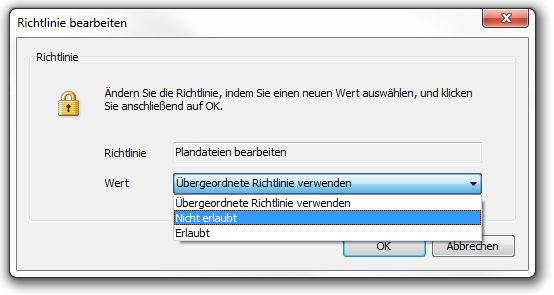 Richtlinie bearbeiten
Richtlinie
Ändern Sie die Richtlinie, indem Sie einen neuen Wert auswählen, und klicken
Sie anschließend auf OK.
Richtlinie Plandateien bearbeiten
Wert Übergeordnete Richtlinie verwenden
Übergeordnete Richtlinie verwenden
Nicht erlaubt
Erlaubt
OK Abbrechen